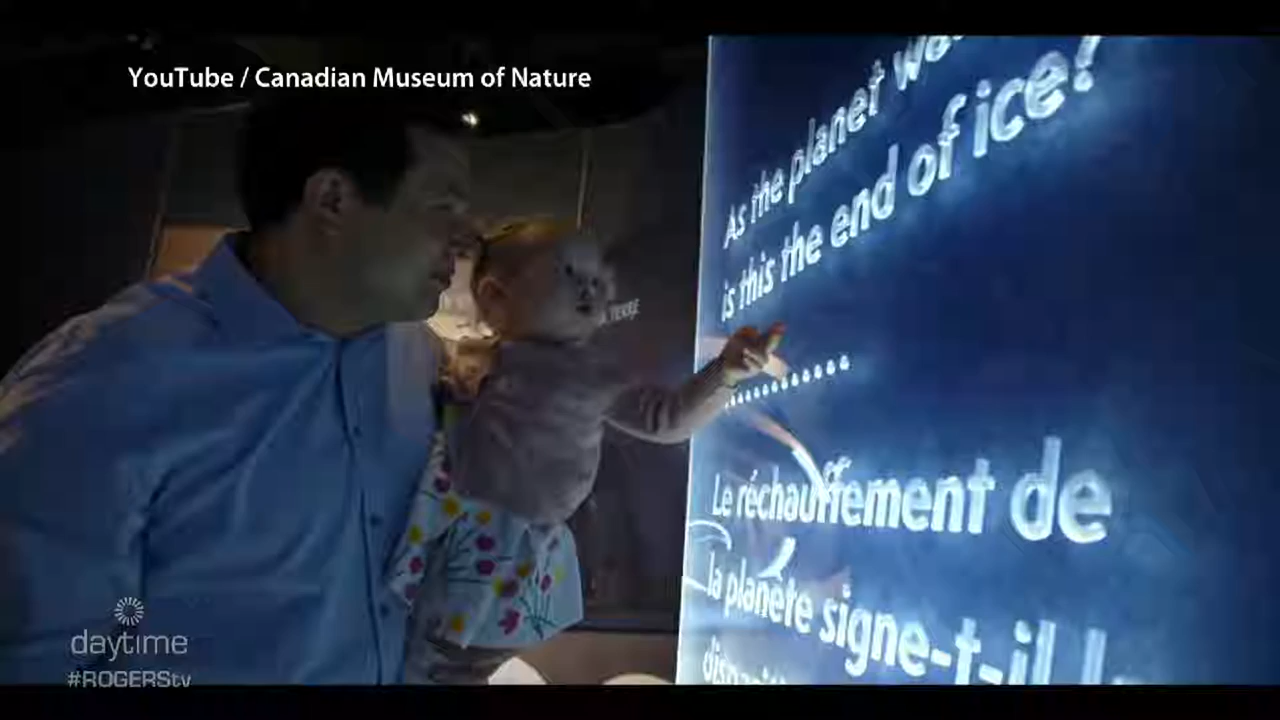 YouTube / Canadian Museum of Nature
As the planet
is this the end of ice?
TERRE
Le réchauffement de
la planète signe-t-il
daytime
#ROGERStv